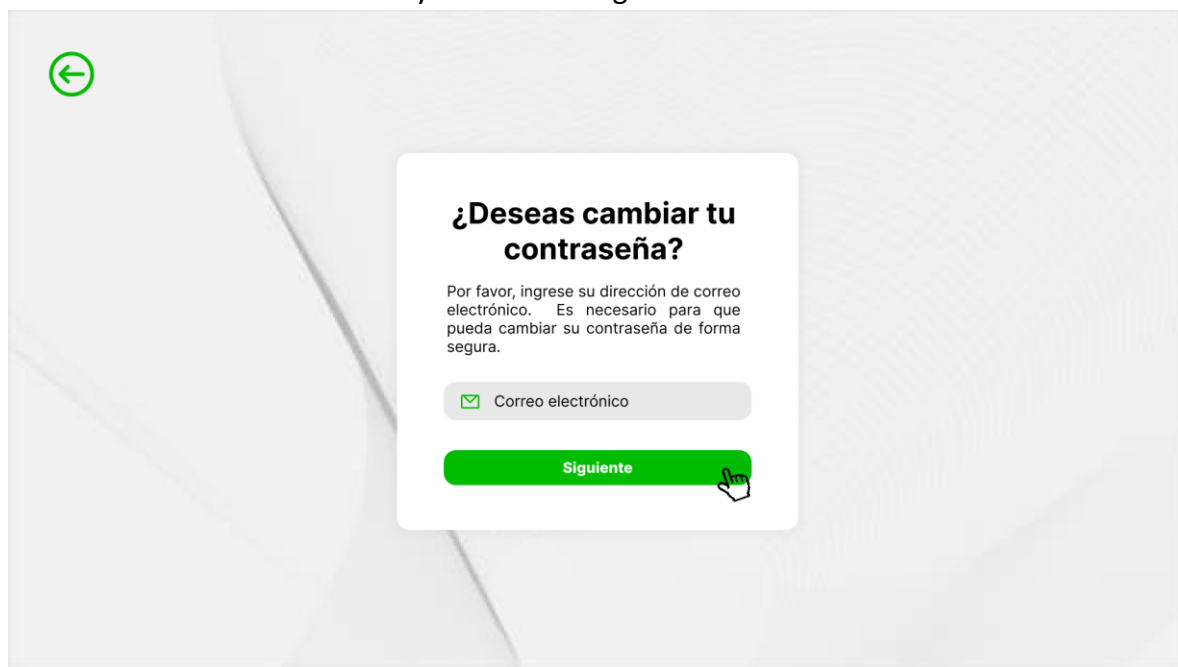 ¿Deseas cambiar tu
contraseña?
Por favor, ingrese su dirección de correo
electrónico. Es necesario para que
pueda cambiar su contraseña de forma
segura.
Correo electrónico
Siguiente